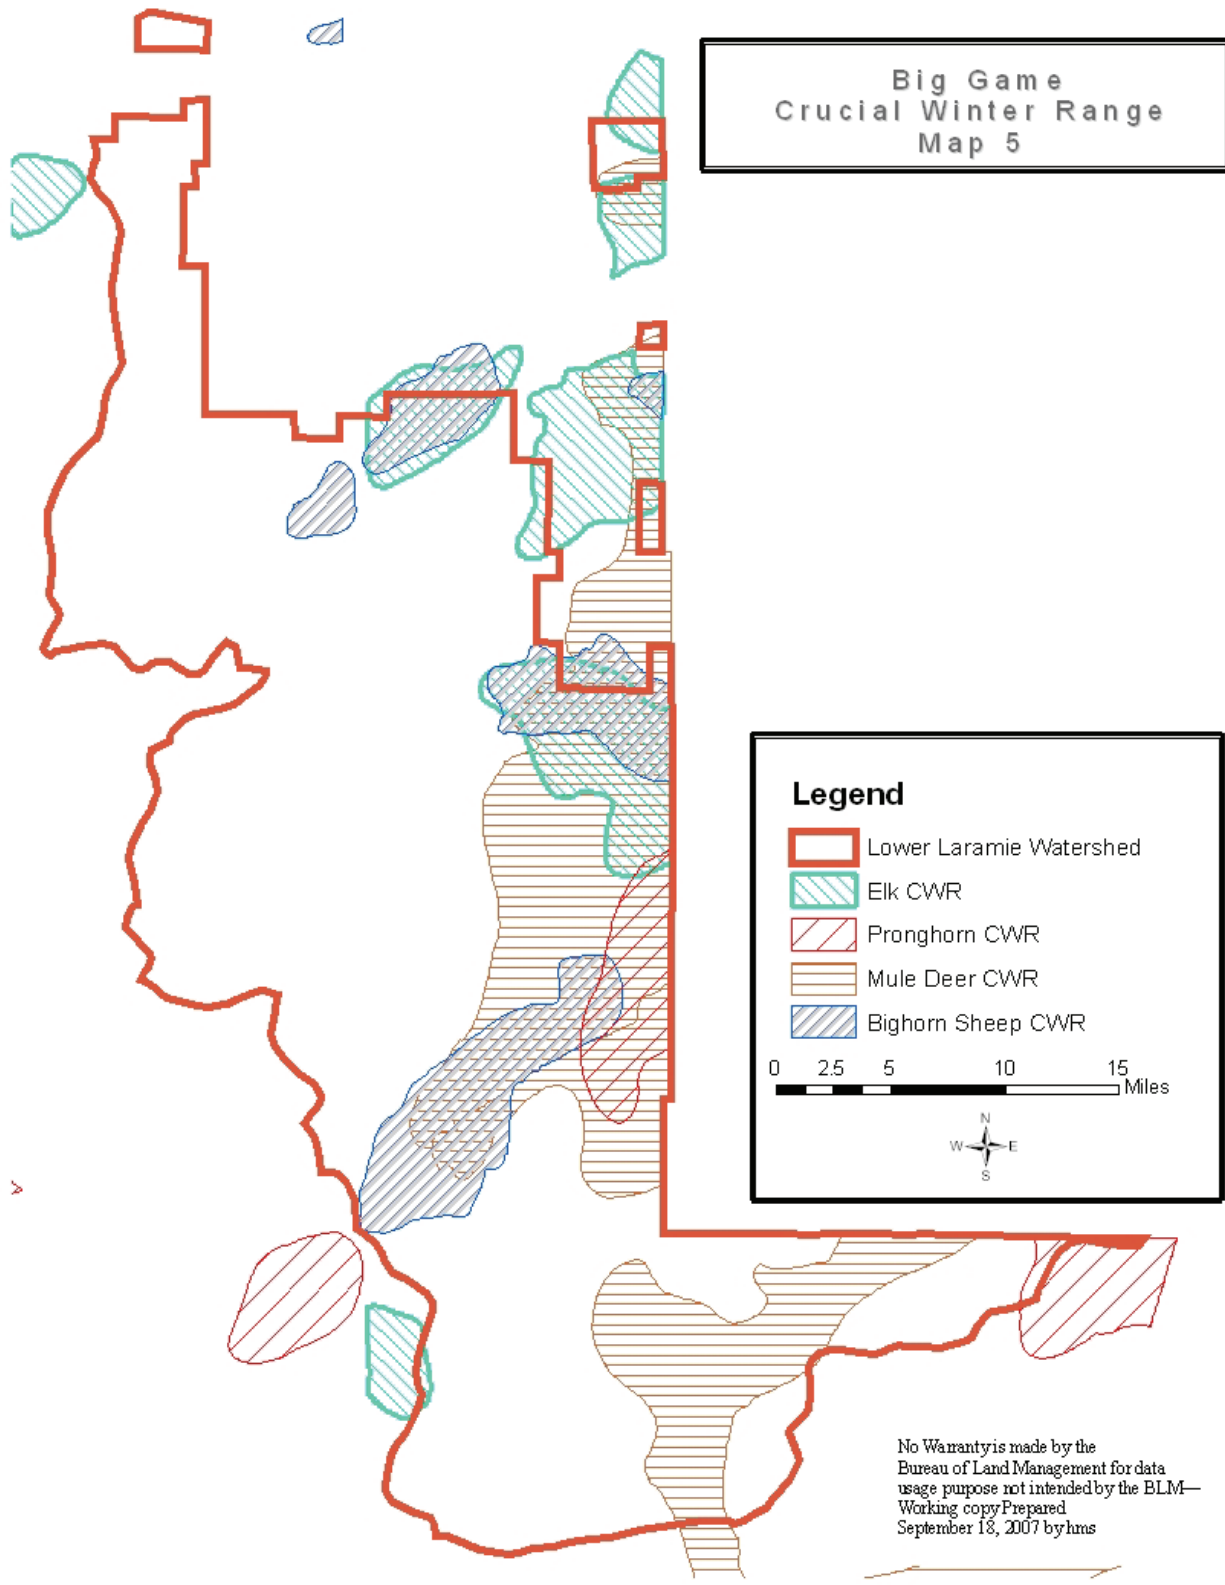 Big Game
Crucial Winter Range
Map 5
Legend
Lower Laramie Watershed
Elk CWR
Pronghorn CWR
Mule Deer CWR
Bighorn Sheep CWR
0 2.5 5 10 15
Miles
N
W E
S
No Warranty is made by the
Bureau of Land Management for data
usage purpose not intended by the BLM—
Working copy Prepared
September 18, 2007 by hms